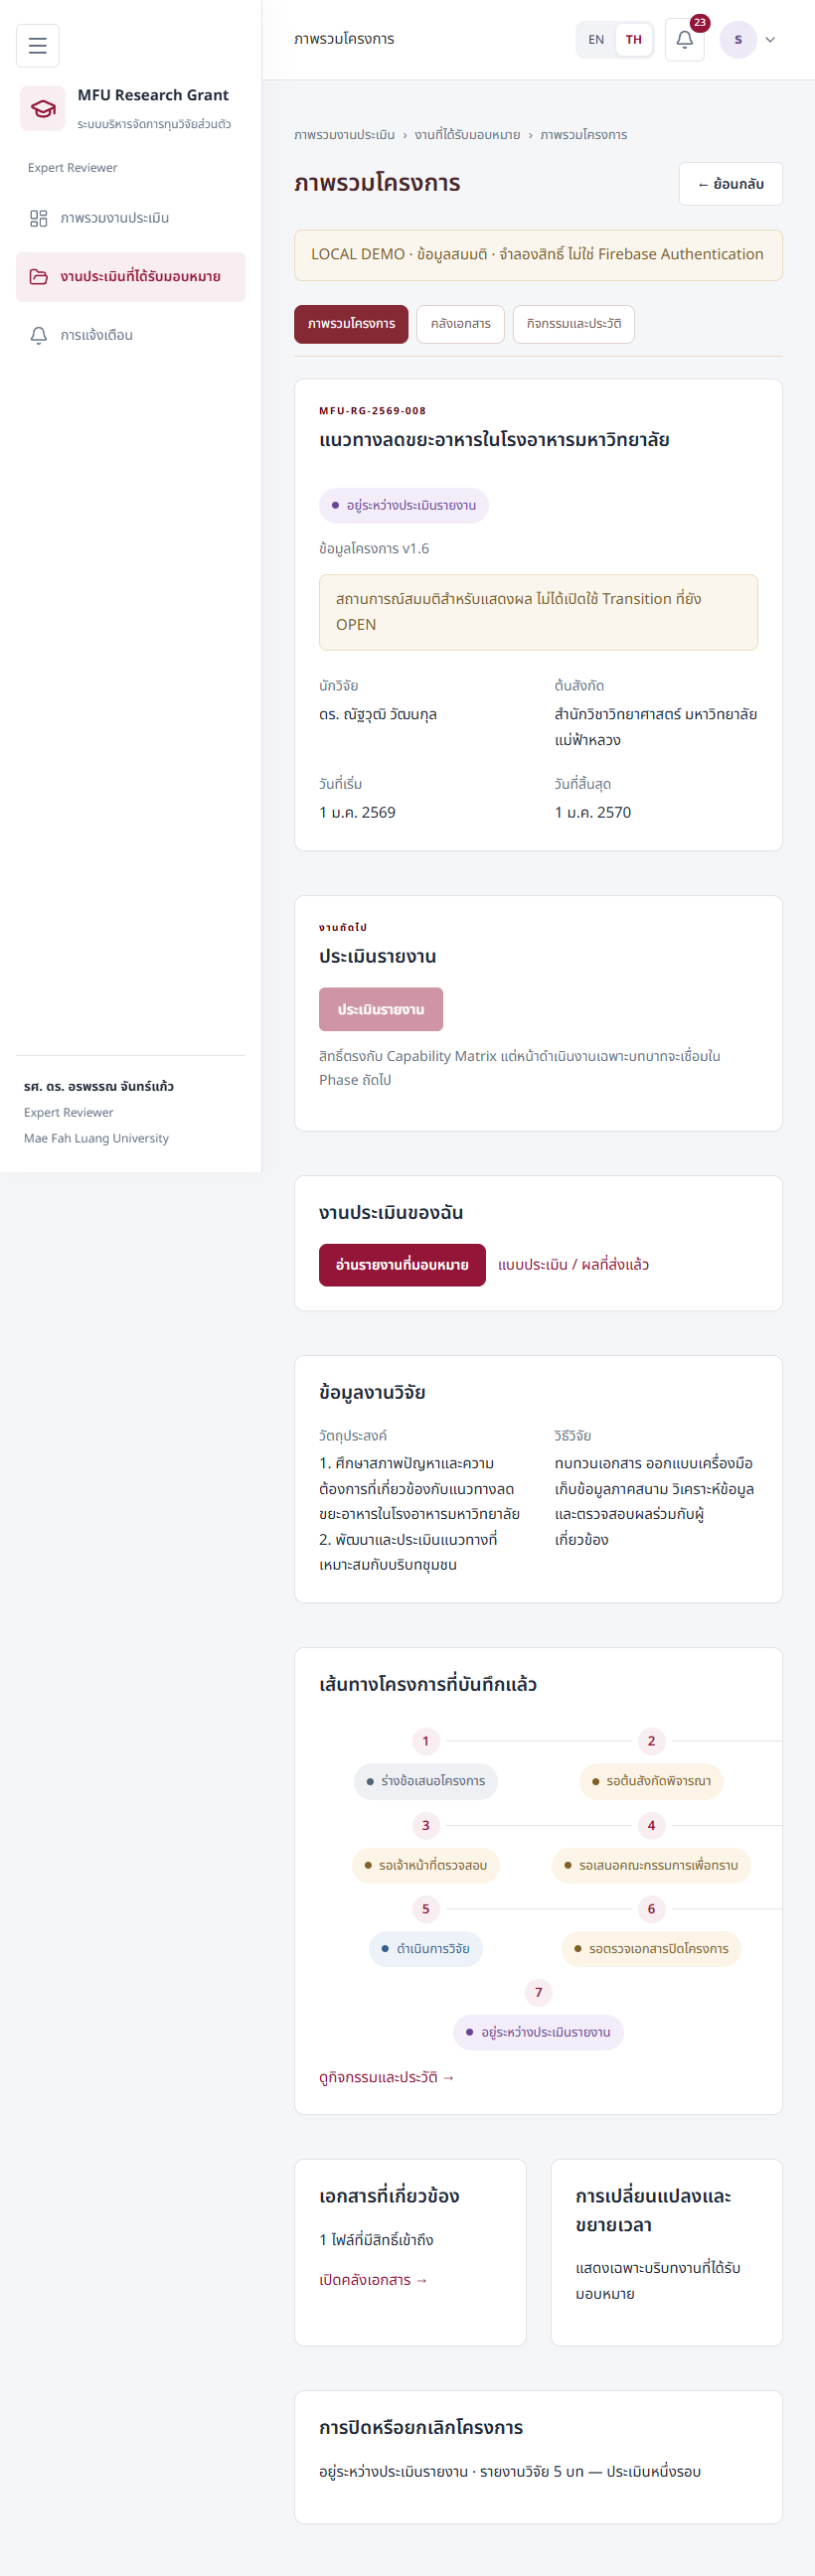 MFU Research Grant
ระบบบริหารจัดการทุนวิจัยส่วนตัว
Expert Reviewer
ภาพรวมงานประเมิน
งานประเมินที่ได้รับมอบหมาย
การแจ้งเตือน
รศ. ดร. อรพรรณ จันทร์แก้ว
Expert Reviewer
Mae Fah Luang University
ภาพรวมโครงการ
EN TH
23
S
ภาพรวมงานประเมิน › งานที่ได้รับมอบหมาย › ภาพรวมโครงการ
ภาพรวมโครงการ
← ย้อนกลับ
LOCAL DEMO · ข้อมูลสมมติ · จำลองสิทธิ์ ไม่ใช่ Firebase Authentication
ภาพรวมโครงการ
คลังเอกสาร
กิจกรรมและประวัติ
MFU-RG-2569-008
แนวทางลดขยะอาหารในโรงอาหารมหาวิทยาลัย
อยู่ระหว่างประเมินรายงาน
ข้อมูลโครงการ v1.6
สถานการณ์สมมติสำหรับแสดงผล ไม่ได้เปิดใช้ Transition ที่ยัง
OPEN
นักวิจัย
ดร. ณัฐวุฒิ วัฒนกุล
ต้นสังกัด
สำนักวิชาวิทยาศาสตร์ มหาวิทยาลัย
แม่ฟ้าหลวง
วันที่เริ่ม
1 ม.ค. 2569
วันที่สิ้นสุด
1 ม.ค. 2570
งานถัดไป
ประเมินรายงาน
ประเมินรายงาน
สิทธิ์ตรงกับ Capability Matrix แต่หน้าดำเนินงานเฉพาะบทบาทจะเชื่อมใน
Phase ถัดไป
งานประเมินของฉัน
อ่านรายงานที่มอบหมาย
แบบประเมิน / ผลที่ส่งแล้ว
ข้อมูลงานวิจัย
วัตถุประสงค์
1. ศึกษาสภาพปัญหาและความ
ต้องการที่เกี่ยวข้องกับแนวทางลด
ขยะอาหารในโรงอาหารมหาวิทยาลัย
2. พัฒนาและประเมินแนวทางที่
เหมาะสมกับบริบทชุมชน
วิธีวิจัย
ทบทวนเอกสาร ออกแบบเครื่องมือ
เก็บข้อมูลภาคสนาม วิเคราะห์ข้อมูล
และตรวจสอบผลร่วมกับผู้
เกี่ยวข้อง
เส้นทางโครงการที่บันทึกแล้ว
1
ร่างข้อเสนอโครงการ
2
รอต้นสังกัดพิจารณา
3
รอเจ้าหน้าที่ตรวจสอบ
4
รอเสนอคณะกรรมการเพื่อทราบ
5
ดำเนินการวิจัย
6
รอตรวจเอกสารปิดโครงการ
7
อยู่ระหว่างประเมินรายงาน
ดูกิจกรรมและประวัติ →
เอกสารที่เกี่ยวข้อง
1 ไฟล์ที่มีสิทธิ์เข้าถึง
เปิดคลังเอกสาร →
การเปลี่ยนแปลงและ
ขยายเวลา
แสดงเฉพาะบริบทงานที่ได้รับ
มอบหมาย
การปิดหรือยกเลิกโครงการ
อยู่ระหว่างประเมินรายงาน · รายงานวิจัย 5 บท — ประเมินหนึ่งรอบ